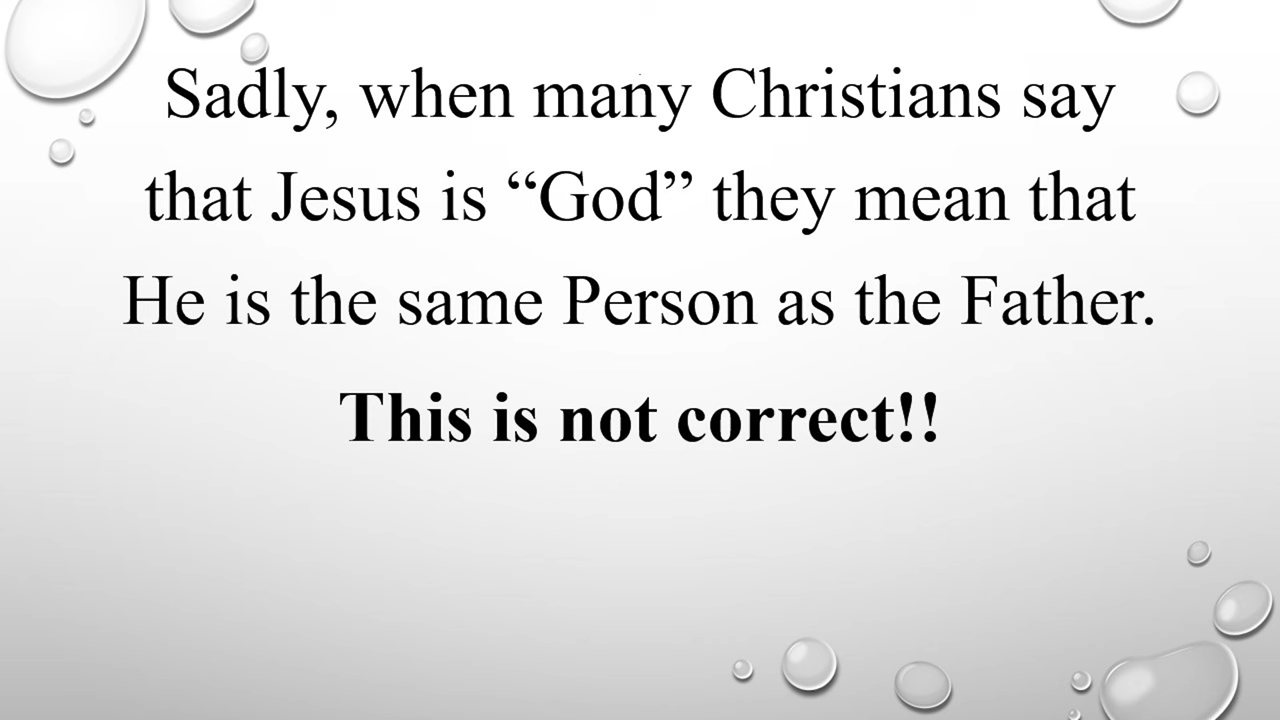 Sadly, when many Christians say
that Jesus is “God” they mean that
He is the same Person as the Father.
This is not correct!!